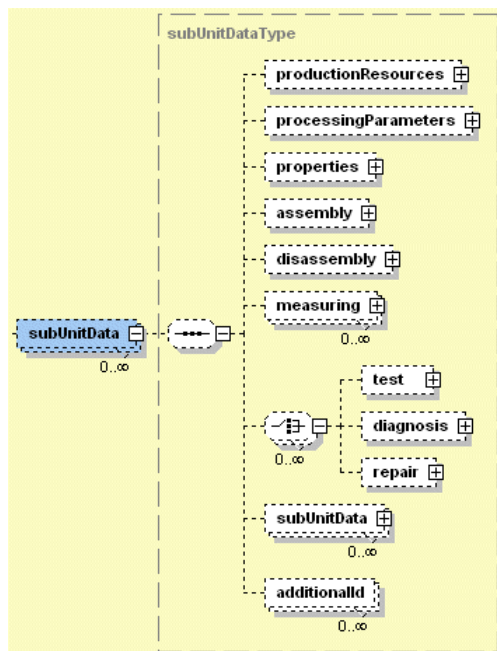 subUnitDataType
productionResources
processingParameters
properties
assembly
disassembly
measuring
0..∞
subUnitData
0..∞
0..∞
test
diagnosis
repair
subUnitData
0..∞
additionalId
0..∞